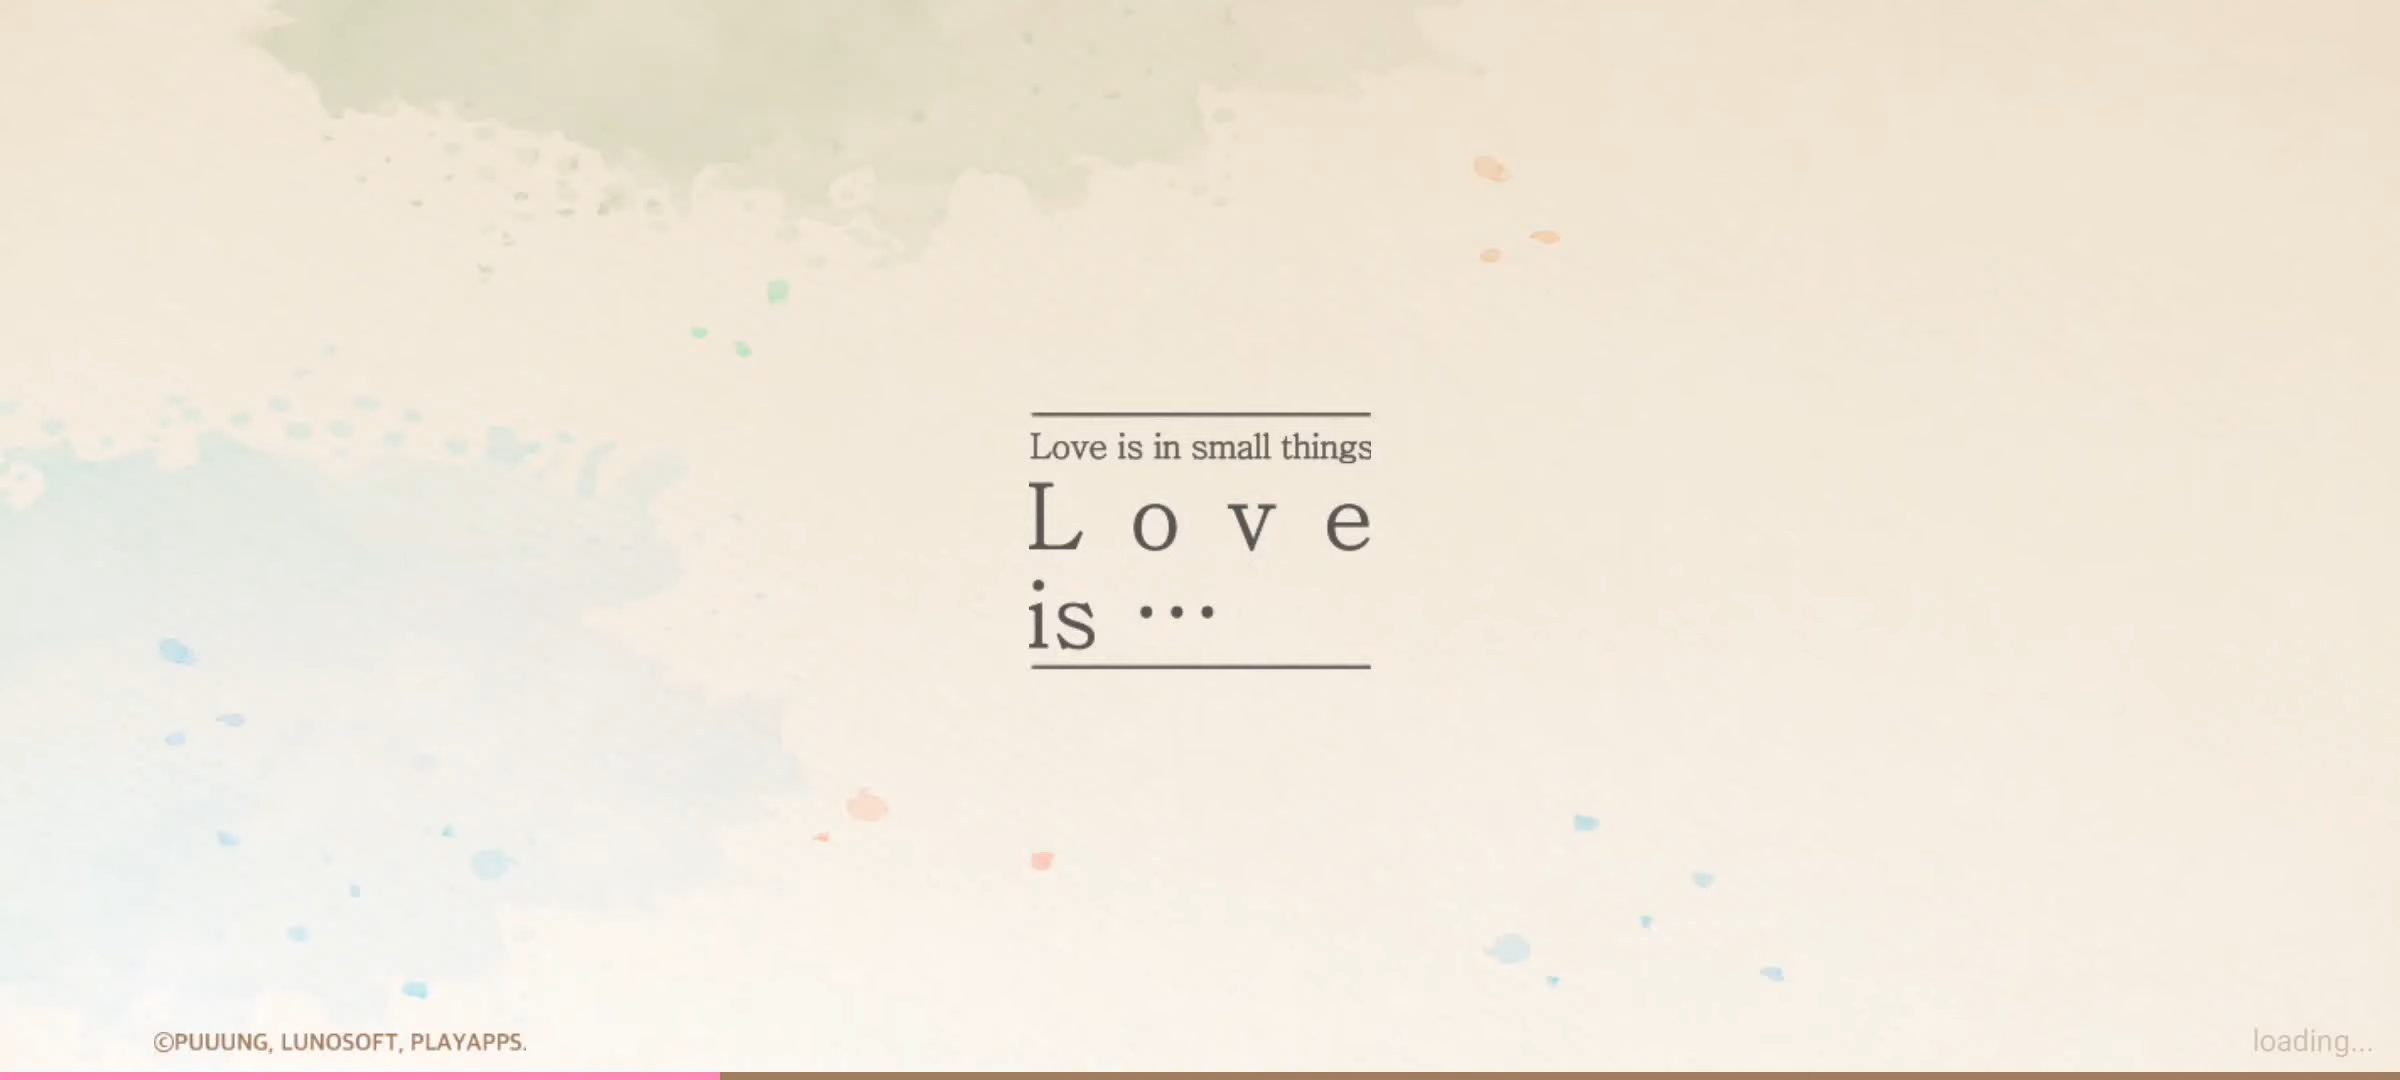 Love is in small things
Love
is ···
©PUUUNG, LUNOSOFT, PLAYAPPS.
loading...